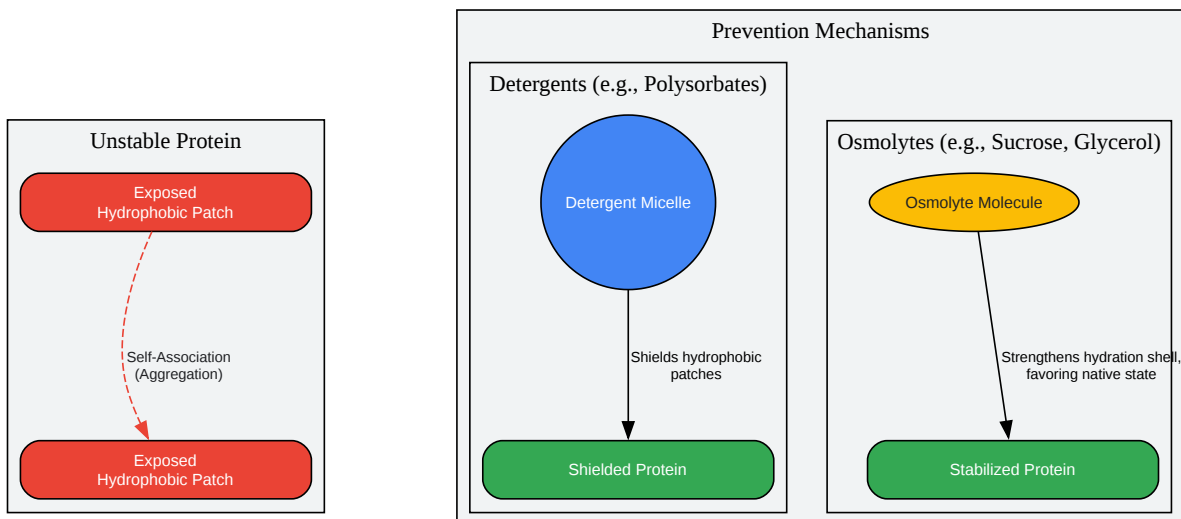 Unstable Protein
Exposed
Hydrophobic Patch
Self-Association
(Aggregation)
Exposed
Hydrophobic Patch
Prevention Mechanisms
Detergents (e.g., Polysorbates)
Detergent Micelle
Shields hydrophobic
patches
Shielded Protein
Osmolytes (e.g., Sucrose, Glycerol)
Osmolyte Molecule
Strengthens hydration shell,
favoring native state
Stabilized Protein